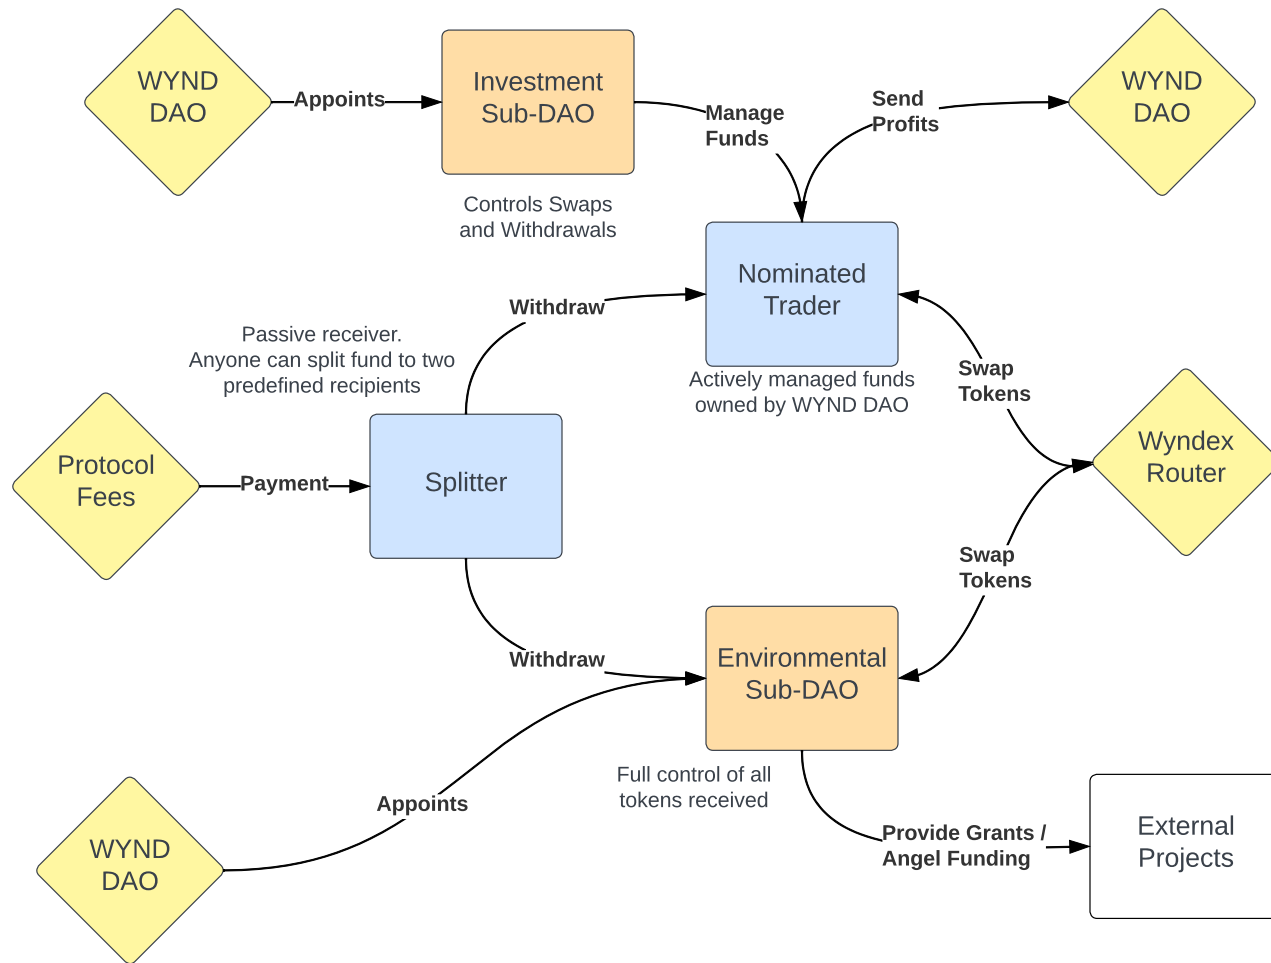 WYND
DAO
Appoints
Investment
Sub-DAO
Controls Swaps
and Withdrawals
Manage
Funds
Send
Profits
WYND
DAO
Nominated
Trader
Actively managed funds
owned by WYND DAO
Withdraw
Passive receiver.
Anyone can split fund to two
predefined recipients
Protocol
Fees
Payment
Splitter
Swap
Tokens
Wyndex
Router
Swap
Tokens
Withdraw
Environmental
Sub-DAO
Full control of all
tokens received
Appoints
WYND
DAO
Provide Grants /
Angel Funding
External
Projects